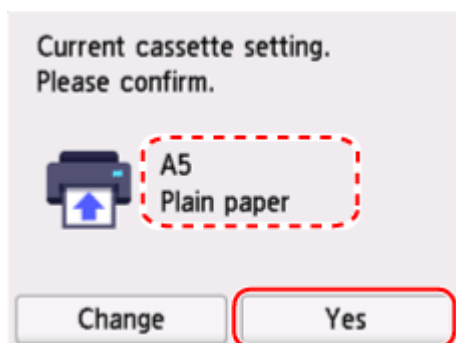 Current cassette setting.
Please confirm.
A5
Plain paper
Change
Yes